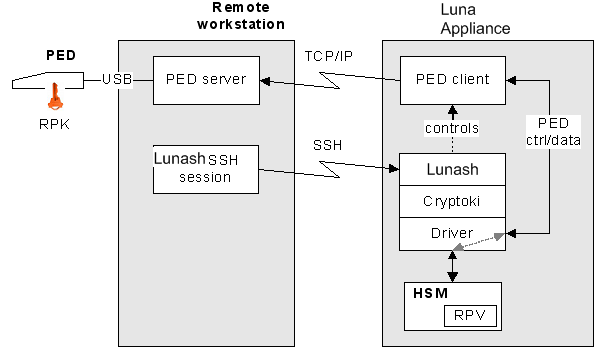 Remote
workstation
Luna
Appliance
PED
USB
RPK
PED server
TCP/IP
PED client
controls
PED
ctrl/data
Lunash SSH
session
SSH
Lunash
Cryptoki
Driver
HSM
RPV